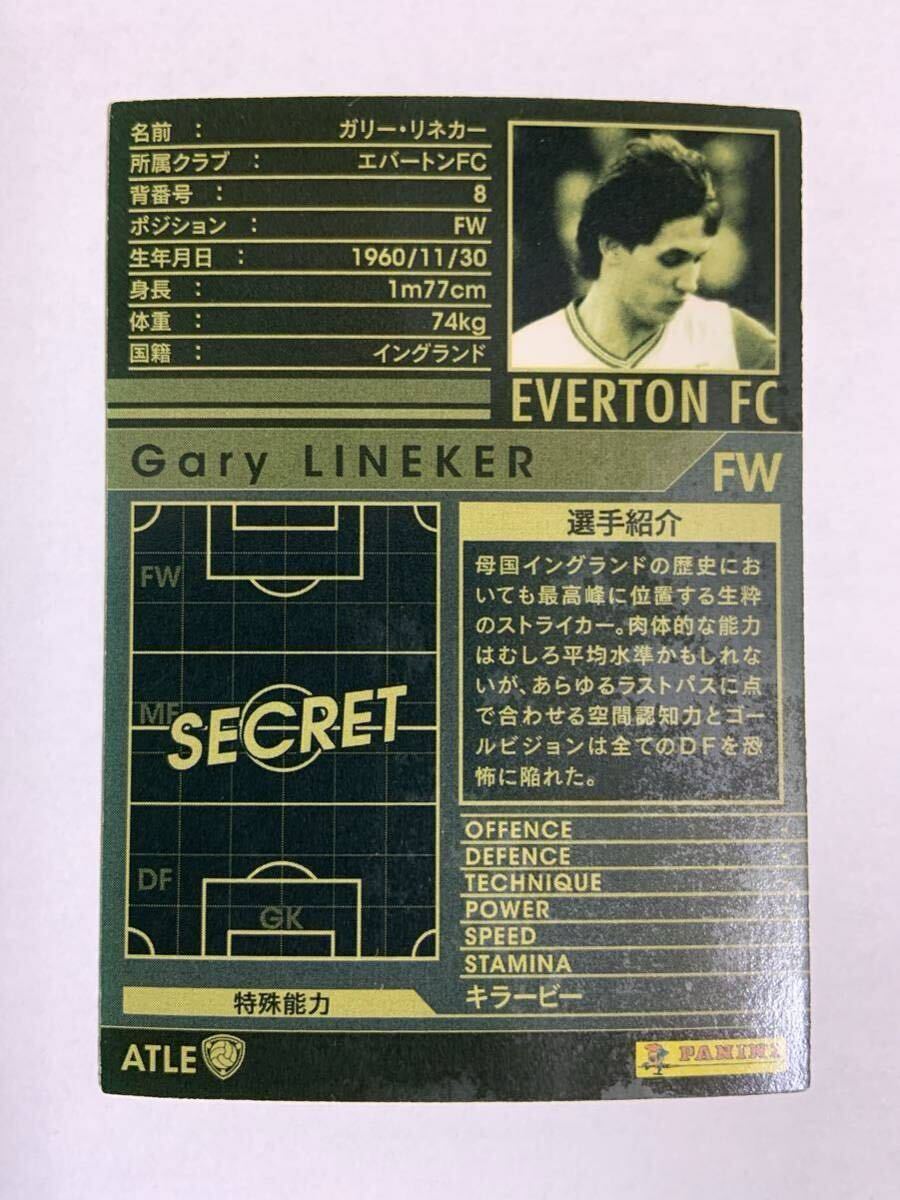 名前 : ガリー・リネカー
所属クラブ : エバートンFC
背番号 : 8
ポジション : FW
生年月日 : 1960/11/30
身長 : 1m77cm
体重 : 74kg
国籍 : イングランド
EVERTON FC
Gary LINEKER
FW
FW
MF
SECRET
DF
GK
選手紹介
母国イングランドの歴史にお
いても最高峰に位置する生粋
のストライカー。肉体的な能力
はむしろ平均水準かもしれな
いが、あらゆるラストパスに点
で合わせる空間認知力とゴー
ルビジョンは全てのDFを恐
怖に陥れた。
OFFENCE
DEFENCE
TECHNIQUE
POWER
SPEED
STAMINA
特殊能力
キラービー
ATLE
PANINI